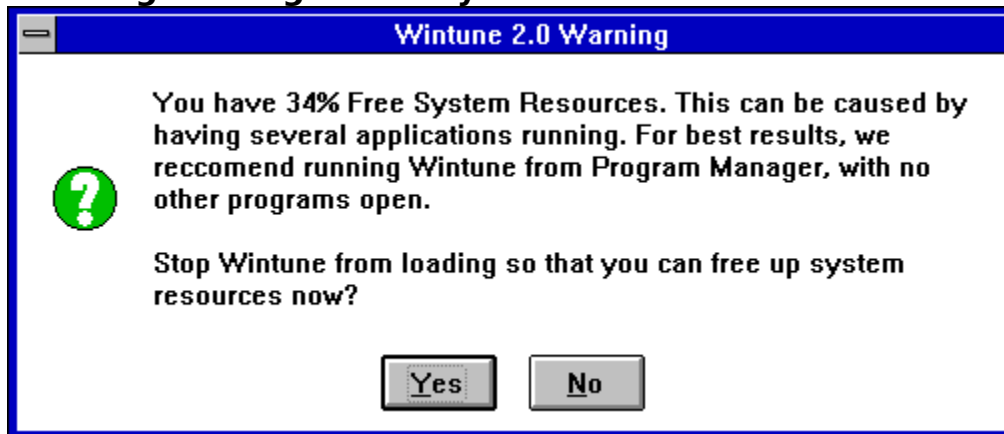 Wintune 2.0 Warning
You have 34% Free System Resources. This can be caused by
having several applications running. For best results, we
reccomend running Wintune from Program Manager, with no
other programs open.
Stop Wintune from loading so that you can free up system
resources now?
Yes No